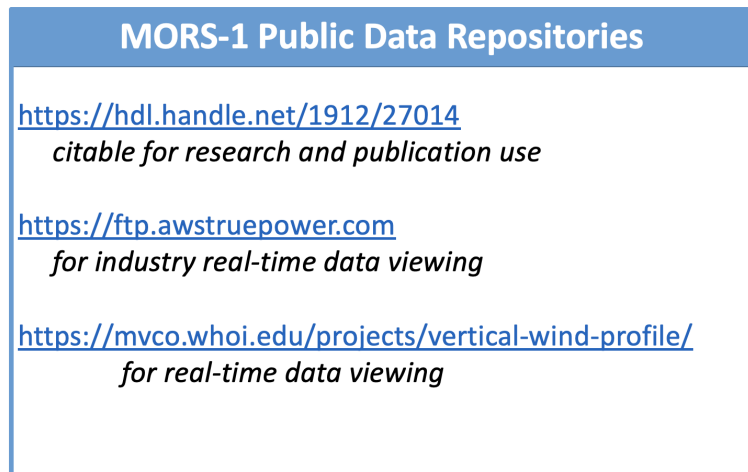 MORS-1 Public Data Repositories
https://hdl.handle.net/1912/27014
citable for research and publication use
https://ftp.awstruepower.com
for industry real-time data viewing
https://mvco.whoi.edu/projects/vertical-wind-profile/
for real-time data viewing